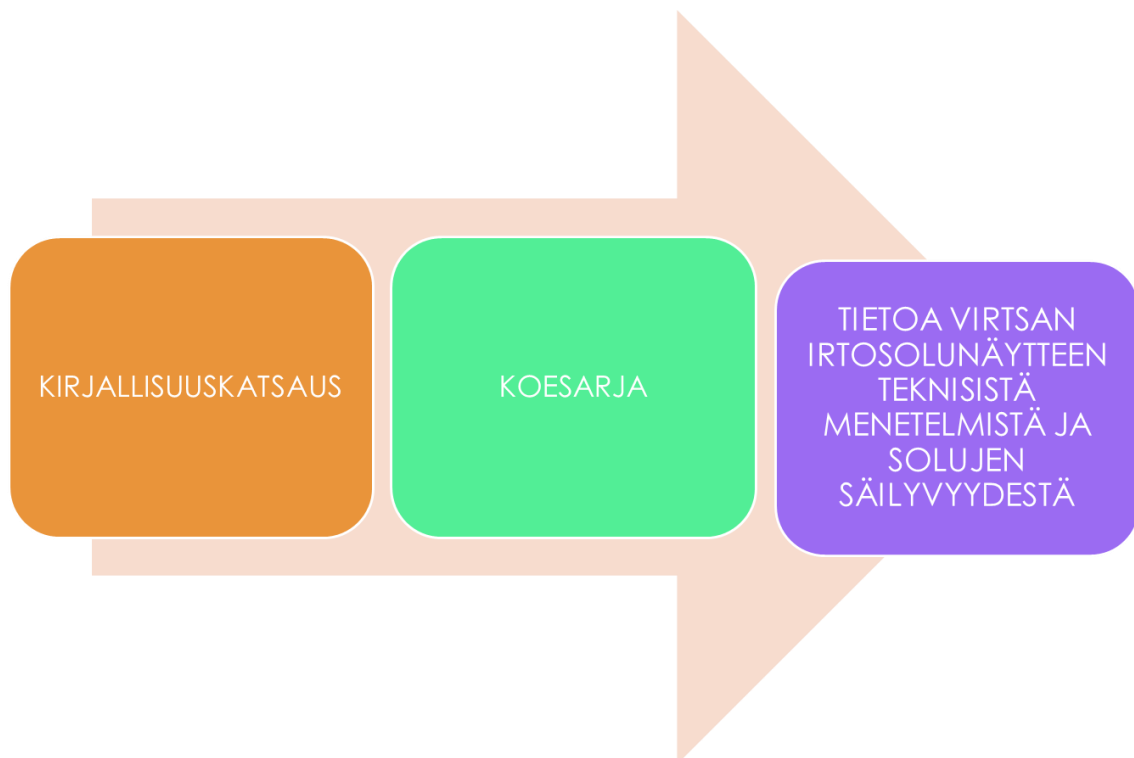 KIRJALLISUUSKATSAUS
KOESARJA
TIETOA VIRTSAN
IRTOSOLUNÄYTTEEN
TEKNISISTÄ
MENETELMISTÄ JA
SOLUJEN
SÄILYVYYDESTÄ